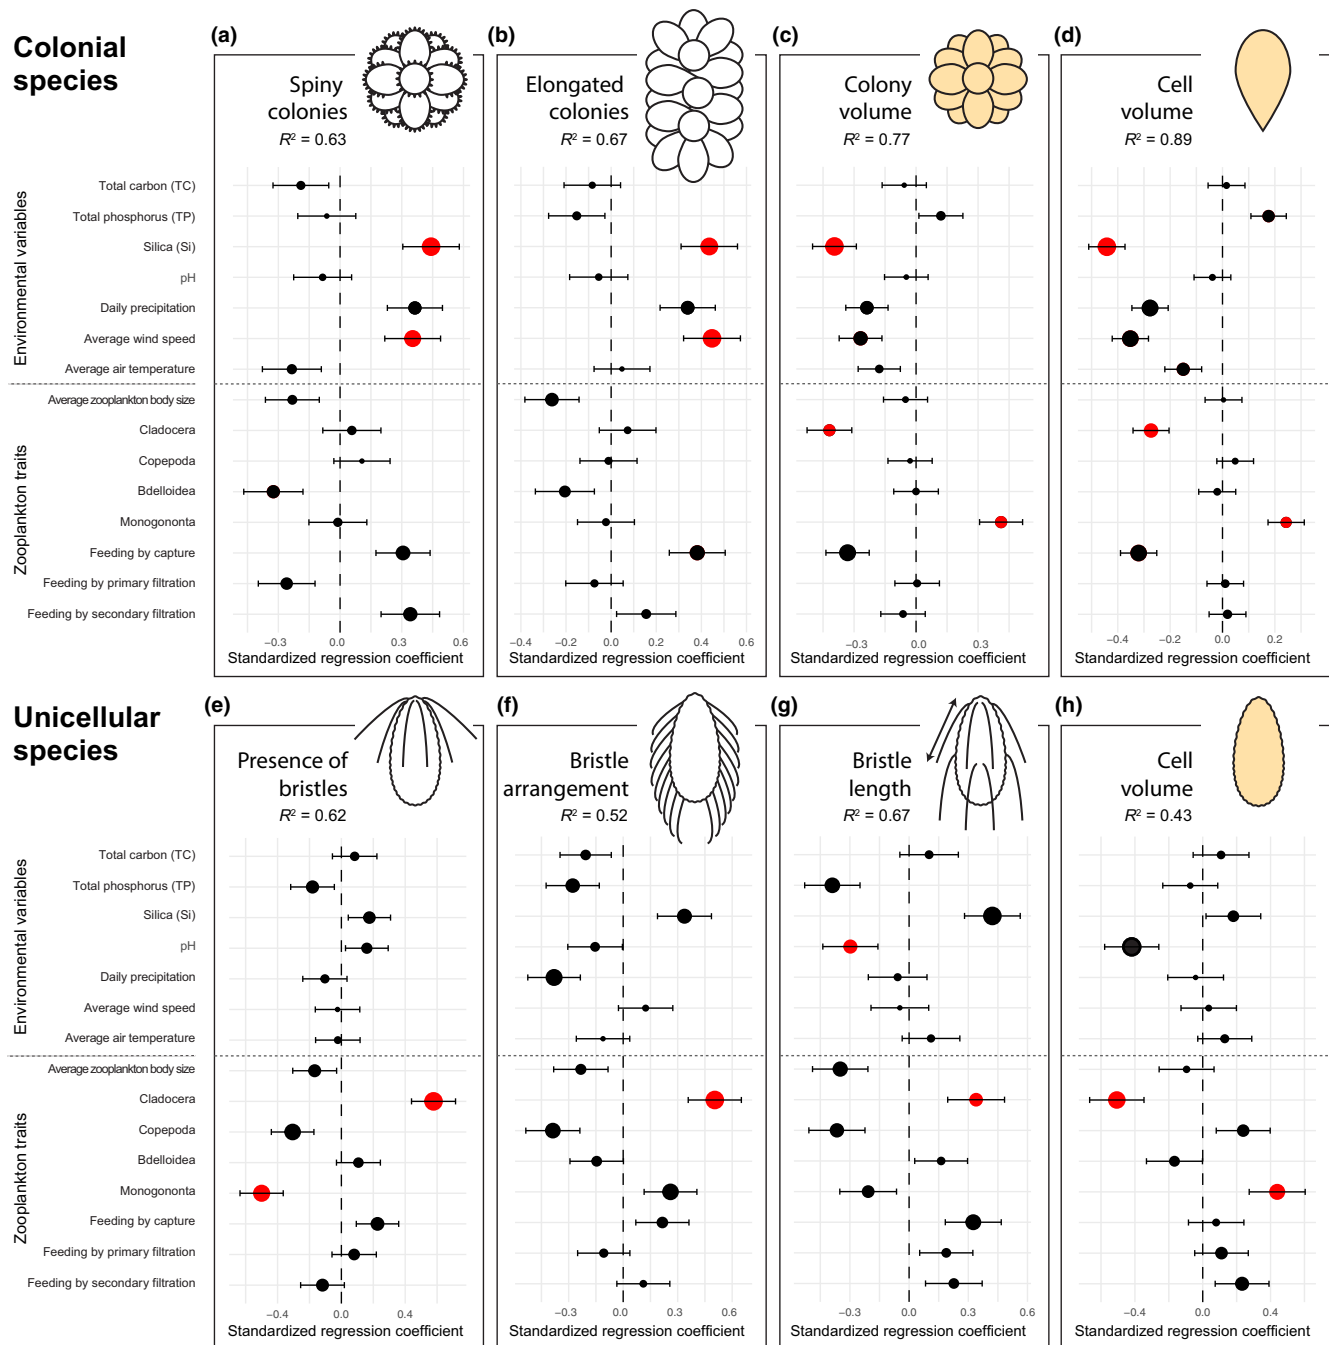 Colonial
species
(a)
Spiny
colonies
R² = 0.63
(b)
Elongated
colonies
R² = 0.67
(c)
Colony
volume
R² = 0.77
(d)
Cell
volume
R² = 0.89
Environmental variables
Total carbon (TC)
Total phosphorus (TP)
Silica (Si)
pH
Daily precipitation
Average wind speed
Average air temperature
Zooplankton traits
Average zooplankton body size
Cladocera
Copepoda
Bdelloidea
Monogononta
Feeding by capture
Feeding by primary filtration
Feeding by secondary filtration
−0.3 0.0 0.3 0.6
Standardized regression coefficient
−0.4 −0.2 0.0 0.2 0.4 0.6
Standardized regression coefficient
−0.3 0.0 0.3
Standardized regression coefficient
−0.4 −0.2 0.0 0.2
Standardized regression coefficient
Unicellular
species
(e)
Presence of
bristles
R² = 0.62
(f)
Bristle
arrangement
R² = 0.52
(g)
Bristle
length
R² = 0.67
(h)
Cell
volume
R² = 0.43
Environmental variables
Total carbon (TC)
Total phosphorus (TP)
Silica (Si)
pH
Daily precipitation
Average wind speed
Average air temperature
Zooplankton traits
Average zooplankton body size
Cladocera
Copepoda
Bdelloidea
Monogononta
Feeding by capture
Feeding by primary filtration
Feeding by secondary filtration
−0.4 0.0 0.4
Standardized regression coefficient
−0.3 0.0 0.3 0.6
Standardized regression coefficient
−0.3 0.0 0.3 0.6
Standardized regression coefficient
−0.4 0.0 0.4
Standardized regression coefficient